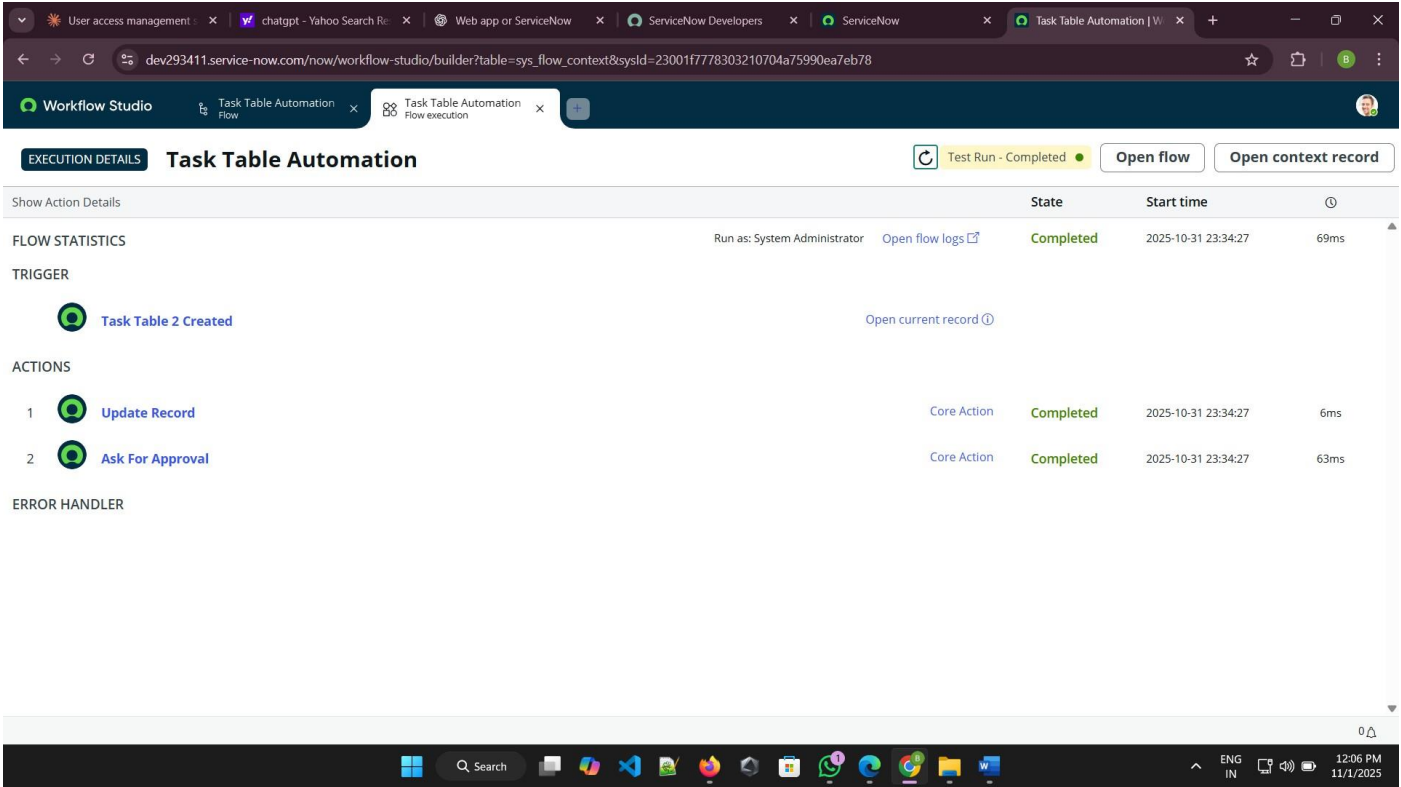 User access management s
chatgpt - Yahoo Search Re
Web app or ServiceNow
ServiceNow Developers
ServiceNow
Task Table Automation | W
dev293411.service-now.com/now/workflow-studio/builder?table=sys_flow_context&sysId=23001f7778303210704a75990ea7eb78
B
Workflow Studio
Task Table Automation
Flow
Task Table Automation
Flow execution
EXECUTION DETAILS
Task Table Automation
Test Run - Completed
Open flow
Open context record
Show Action Details State Start time
FLOW STATISTICS Run as: System Administrator Open flow logs Completed 2025-10-31 23:34:27 69ms
TRIGGER
Task Table 2 Created Open current record
ACTIONS
1 Update Record Core Action Completed 2025-10-31 23:34:27 6ms
2 Ask For Approval Core Action Completed 2025-10-31 23:34:27 63ms
ERROR HANDLER
0
Search
1
B
W
ENG
IN
12:06 PM
11/1/2025